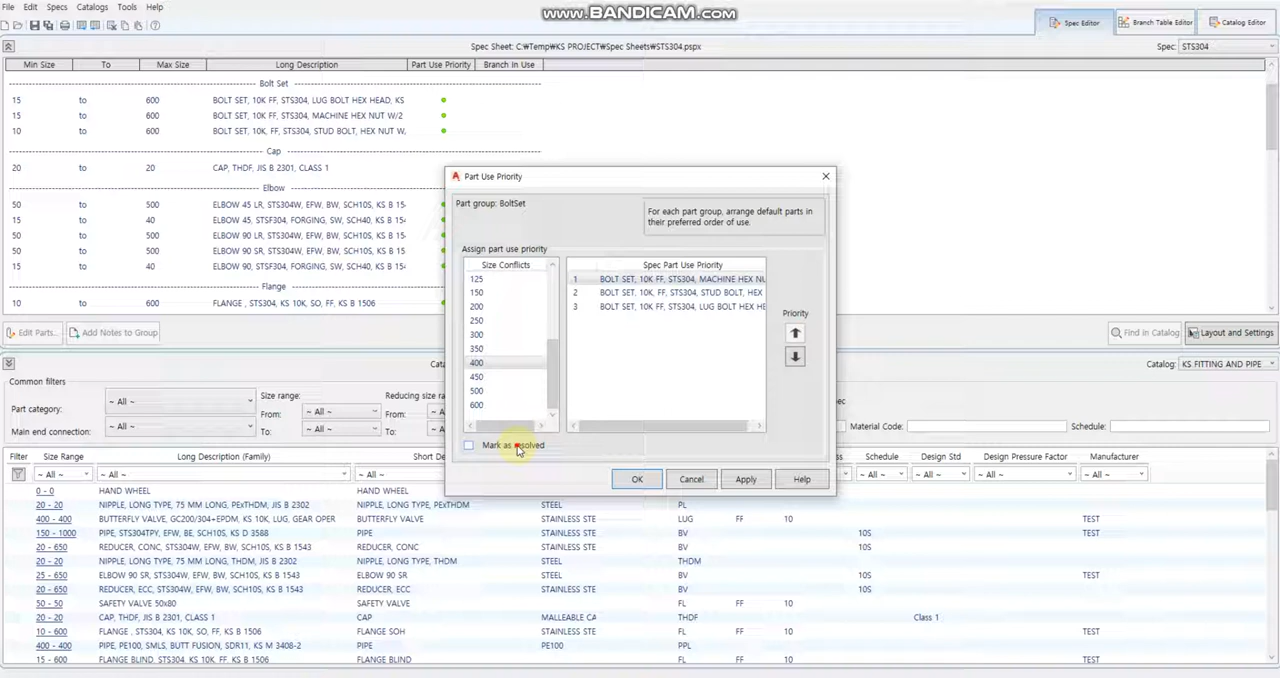 www.BANDICAM.com
File Edit Specs Catalogs Tools Help
Spec Editor Branch Table Editor Catalog Editor
Spec Sheet: C:₩Temp₩KS PROJECT₩Spec Sheets₩STS304.pspx Spec: STS304
Min Size To Max Size Long Description Part Use Priority Branch In Use
Bolt Set
15 to 600 BOLT SET, 10K FF, STS304, LUG BOLT HEX HEAD, KS
15 to 600 BOLT SET, 10K FF, STS304, MACHINE HEX NUT W/2
10 to 600 BOLT SET, 10K, FF, STS304, STUD BOLT, HEX NUT W,
Cap
20 to 20 CAP, THDF, JIS B 2301, CLASS 1
Elbow
50 to 500 ELBOW 45 LR, STS304W, EFW, BW, SCH10S, KS B 15
15 to 40 ELBOW 45, STSF304, FORGING, SW, SCH40, KS B 15
50 to 500 ELBOW 90 LR, STS304W, EFW, BW, SCH10S, KS B 15
50 to 500 ELBOW 90 SR, STS304W, EFW, BW, SCH10S, KS B 15
15 to 40 ELBOW 90, STSF304, FORGING, SW, SCH40, KS B 15
Flange
10 to 600 FLANGE , STS304, KS 10K, SO, FF, KS B 1506
Edit Parts... Add Notes to Group Find in Catalog Layout and Settings
Part Use Priority
Part group: BoltSet
For each part group, arrange default parts in
their preferred order of use.
Assign part use priority
Size Conflicts
125
150
200
250
300
350
400
450
500
600
Spec Part Use Priority
1 BOLT SET, 10K FF, STS304, MACHINE HEX NU
2 BOLT SET, 10K, FF, STS304, STUD BOLT, HEX
3 BOLT SET, 10K FF, STS304, LUG BOLT HEX HE
Priority
Mark as resolved
OK Cancel Apply Help
Catalog: KS FITTING AND PIPE
Common filters
Part category: ~ All ~
Main end connection: ~ All ~
Size range:
From: ~ All ~
To: ~ All ~
Reducing size ra
From: ~ A
To: ~ A
Material Code: Schedule:
Filter Size Range Long Description (Family) Short De Schedule Design Std Design Pressure Factor Manufacturer
~ All ~ ~ All ~ ~ All ~ ~ All ~ ~ All ~ ~ All ~ ~ All ~
0 - 0 HAND WHEEL HAND WHEEL
20 - 20 NIPPLE, LONG TYPE, 75 MM LONG, PExTHDM, JIS B 2302 NIPPLE, LONG TYPE, PExTHDM STEEL PL
400 - 400 BUTTERFLY VALVE, GC200/304+EPDM, KS 10K, LUG, GEAR OPER BUTTERFLY VALVE STAINLESS STE LUG FF 10 TEST
150 - 1000 PIPE, STS304TPY, EFW, BE, SCH10S, KS D 3588 PIPE STAINLESS STE BV 10S
20 - 650 REDUCER, CONC, STS304W, EFW, BW, SCH10S, KS B 1543 REDUCER, CONC STAINLESS STE BV 10S
20 - 20 NIPPLE, LONG TYPE, 75 MM LONG, THDM, JIS B 2302 NIPPLE, LONG TYPE, THDM STEEL THDM
25 - 650 ELBOW 90 SR, STS304W, EFW, BW, SCH10S, KS B 1543 ELBOW 90 SR STEEL BV 10S TEST
20 - 650 REDUCER, ECC, STS304W, EFW, BW, SCH10S, KS B 1543 REDUCER, ECC STAINLESS STE BV 10S
50 - 50 SAFETY VALVE 50x80 SAFETY VALVE FL FF 10
20 - 20 CAP, THDF, JIS B 2301, CLASS 1 CAP MALLEABLE CA THDF Class 1
10 - 600 FLANGE , STS304, KS 10K, SO, FF, KS B 1506 FLANGE SOH STAINLESS STE FL FF 10 TEST
400 - 400 PIPE, PE100, SMLS, BUTT FUSION, SDR11, KS M 3408-2 PIPE PE100 PPL
15 - 600 FLANGE BLIND, STS304, KS 10K, FF, KS B 1506 FLANGE BLIND STAINLESS STE FL FF 10 TEST